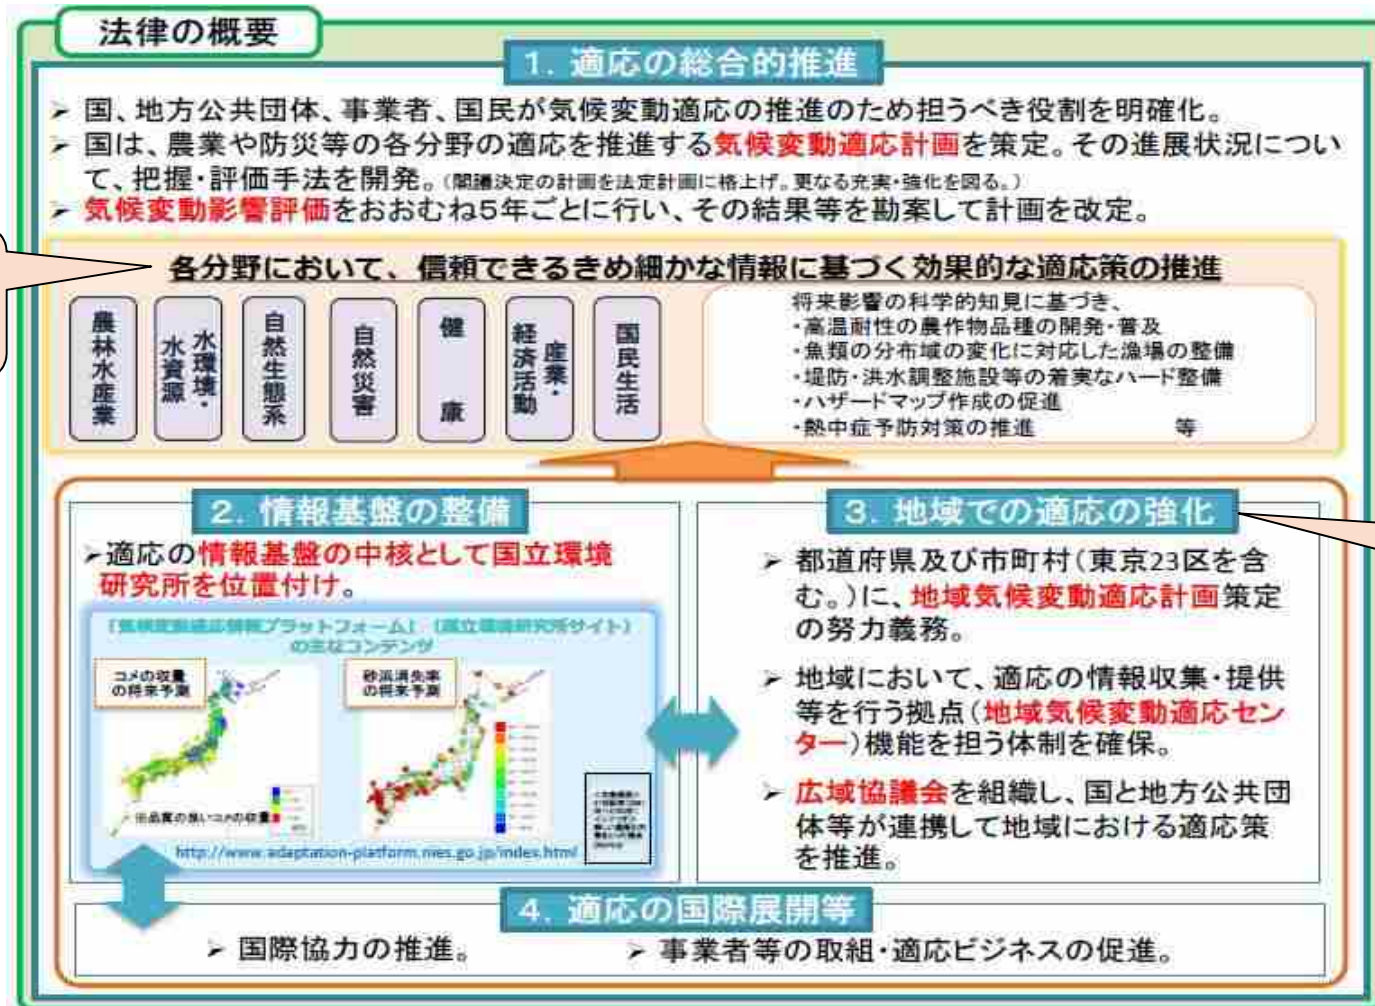 法律の概要
1. 適応の総合的推進
➢ 国、地方公共団体、事業者、国民が気候変動適応の推進のため担うべき役割を明確化。
➢ 国は、農業や防災等の各分野の適応を推進する気候変動適応計画を策定。その進展状況につい
て、把握・評価手法を開発。(閣議決定の計画を法定計画に格上げ。更なる充実・強化を図る。)
➢ 気候変動影響評価をおおむね5年ごとに行い、その結果等を勘案して計画を改定。
各分野において、信頼できるきめ細かな情報に基づく効果的な適応策の推進
農林水産業
水環境・
水資源
自然生態系
自然災害
健康
産業・
経済活動
国民生活
将来影響の科学的知見に基づき、
・高温耐性の農作物品種の開発・普及
・魚類の分布域の変化に対応した漁場の整備
・堤防・洪水調整施設等の着実なハード整備
・ハザードマップ作成の促進
・熱中症予防対策の推進 等
2. 情報基盤の整備
➢適応の情報基盤の中核として国立環境
研究所を位置付け。
「気候変動適応情報プラットフォーム」(国立環境研究所サイト)
の主なコンテンツ
コメの収量
の将来予測
砂浜消失率
の将来予測
➢ ※品質の良いコメの収量
http://www.adaptation-platform.nies.go.jp/index.html
3. 地域での適応の強化
➢ 都道府県及び市町村(東京23区を含
む。)に、地域気候変動適応計画策定
の努力義務。
➢ 地域において、適応の情報収集・提供
等を行う拠点(地域気候変動適応セン
ター)機能を担う体制を確保。
➢ 広域協議会を組織し、国と地方公共団
体等が連携して地域における適応策
を推進。
4. 適応の国際展開等
➢ 国際協力の推進。
➢ 事業者等の取組・適応ビジネスの促進。